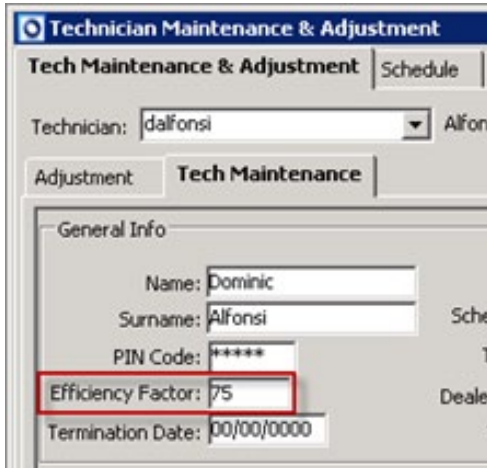 Technician Maintenance & Adjustment
Tech Maintenance & Adjustment Schedule
Technician: dalfonsi Alfon
Adjustment Tech Maintenance
General Info
Name: Dominic
Surname: Alfonsi Sche
PIN Code: ***** T
Efficiency Factor: 75 Deale
Termination Date: 00/00/0000